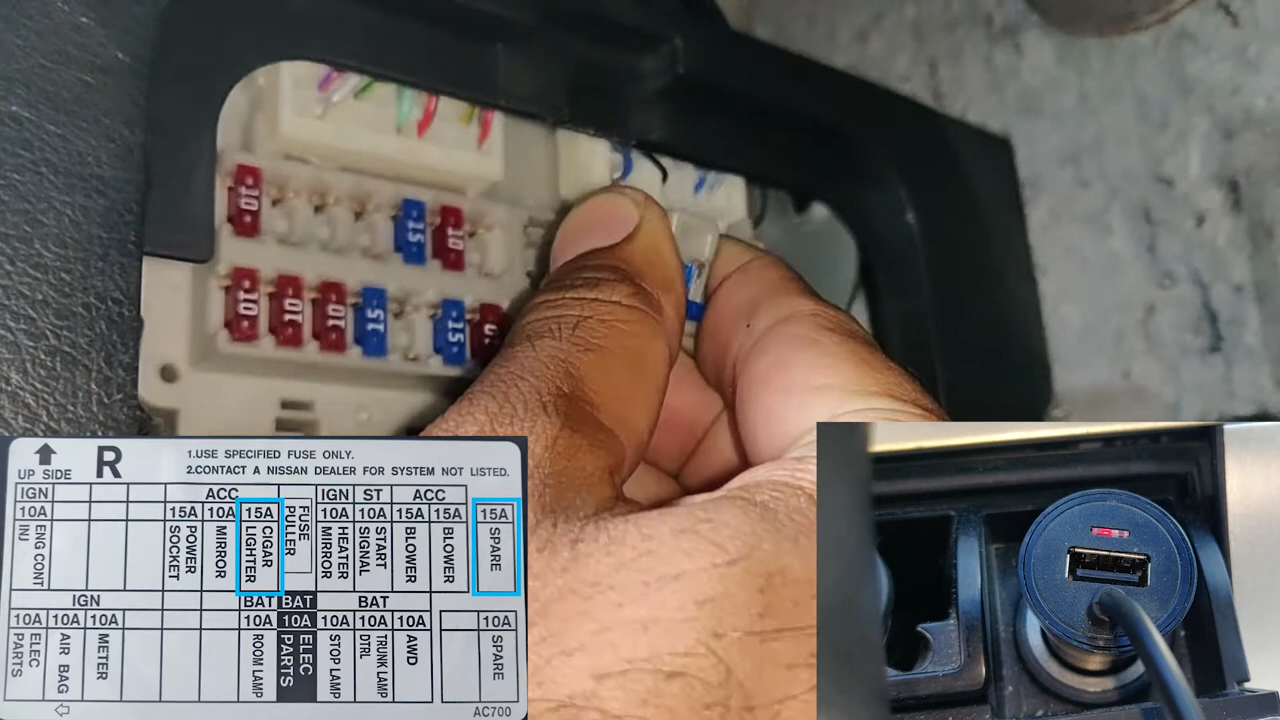 10 15 10
10 10 10 15 15 10
UP SIDE
R
1.USE SPECIFIED FUSE ONLY.
2.CONTACT A NISSAN DEALER FOR SYSTEM NOT LISTED.
IGN ACC IGN ST ACC
10A 15A 10A 15A 10A 10A 15A 15A 15A
ENG CONT
INJ
POWER
SOCKET
MIRROR
CIGAR
LIGHTER
FUSE
PULLER
HEATER
MIRROR
START
SIGNAL
BLOWER
BLOWER
SPARE
IGN BAT BAT BAT
10A 10A 10A 10A 10A 10A 10A 10A 10A
ELEC
PARTS
AIR BAG
METER
ROOM LAMP
ELEC
PARTS
STOP LAMP
TRUNK LAMP
DTRL
AWD
SPARE
AC700